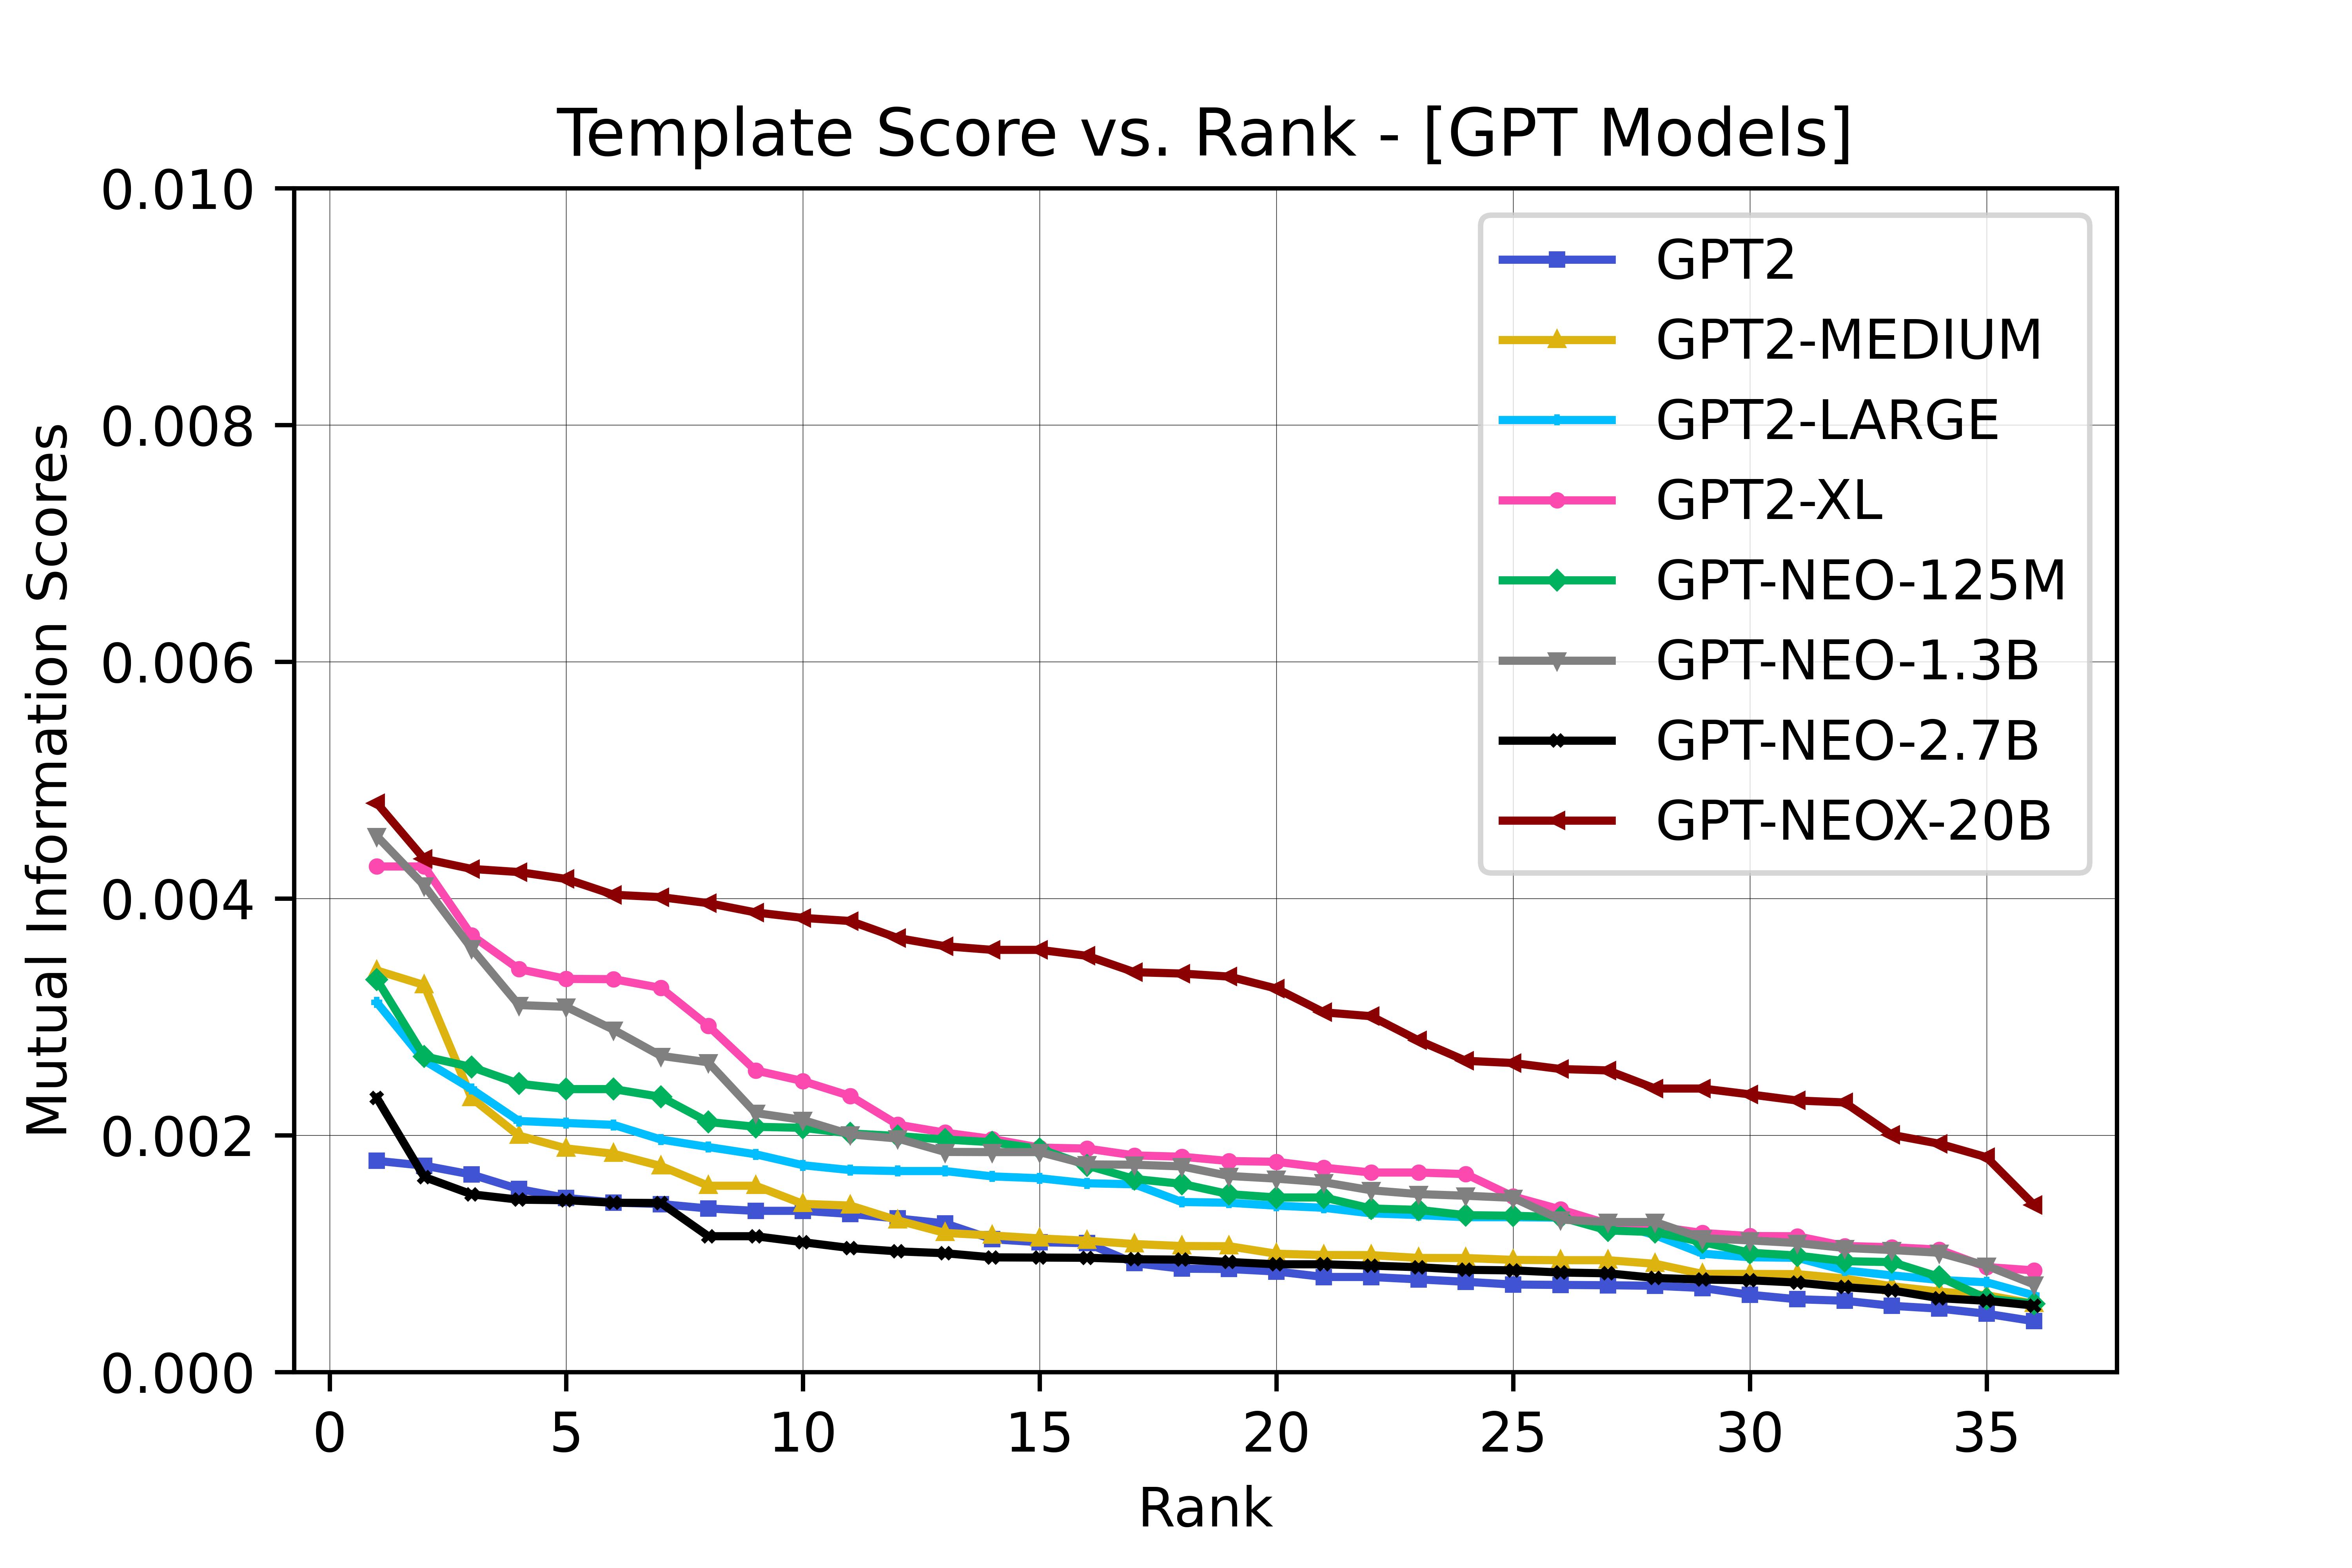 Template Score vs. Rank - [GPT Models]
Mutual Information Scores
0.010
0.008
0.006
0.004
0.002
0.000
GPT2
GPT2-MEDIUM
GPT2-LARGE
GPT2-XL
GPT-NEO-125M
GPT-NEO-1.3B
GPT-NEO-2.7B
GPT-NEOX-20B
0 5 10 15 20 25 30 35
Rank